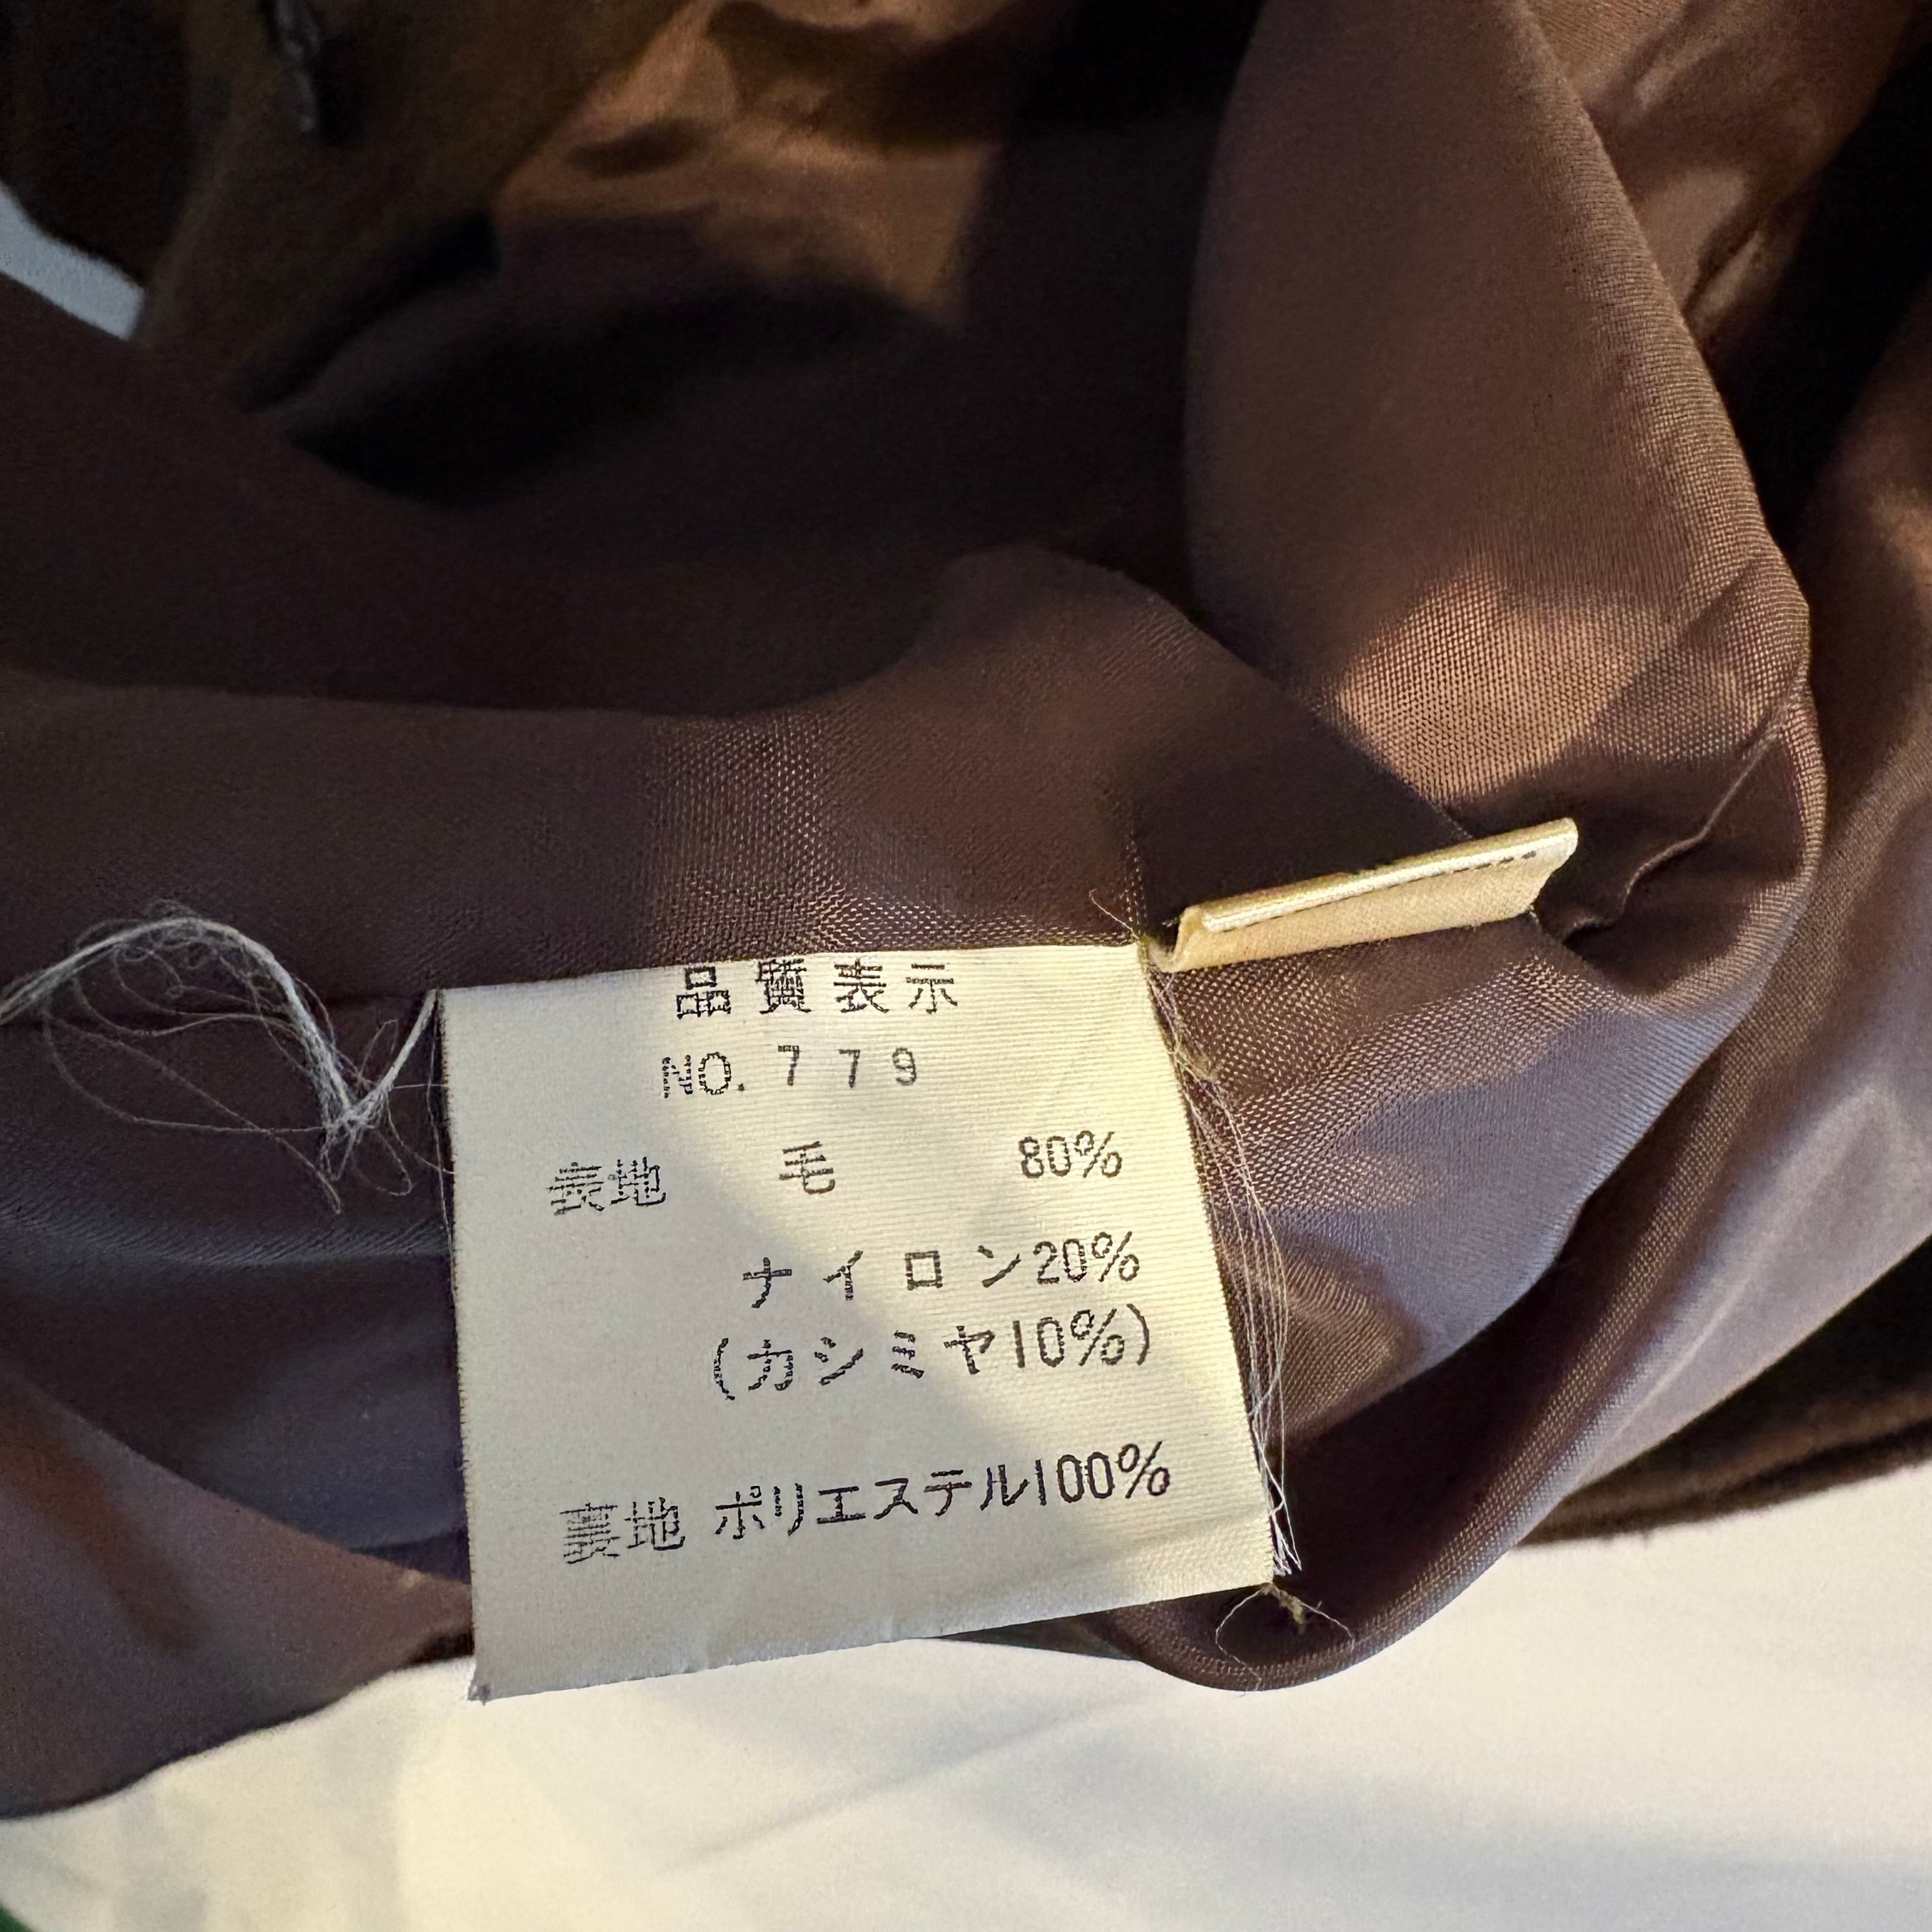 品質表示
NO. 779
表地 毛 80%
ナイロン20%
(カシミヤ10%)
裏地 ポリエステル100%